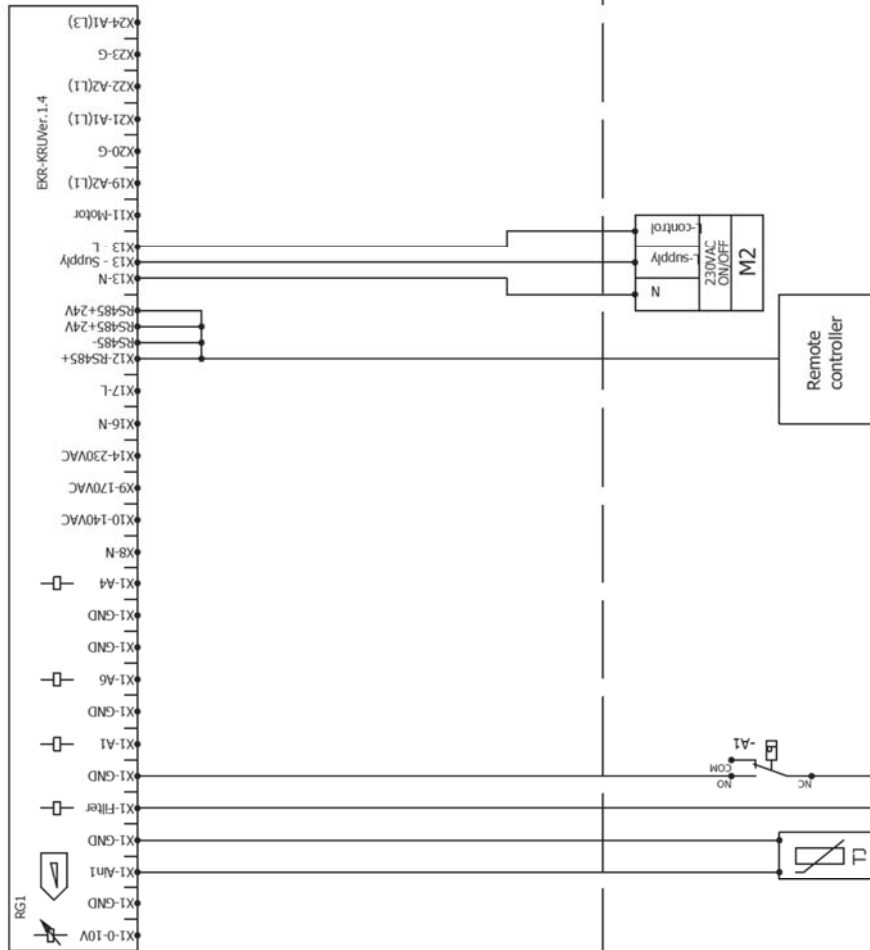 EKR-KRUVer.1.4
RG1
X24-A1(L3)
X23-G
X22-A2(L1)
X21-A1(L1)
X20-G
X19-A2(L1)
X11-Motor
X13 - L
X13 - Supply
X13-N
RS485+24V
RS485+24V
RS485-
X12-RS485+
X17-L
X16-N
X14-230VAC
X9-170VAC
X10-140VAC
X8-N
X1-A4
X1-GND
X1-GND
X1-A6
X1-GND
X1-A1
X1-GND
X1-Filter
X1-GND
X1-Ain1
X1-GND
X1-0-10V
L-control
L-supply
N
230VAC
ON/OFF
M2
Remote
controller
-A1
COM
NO
NC
TJ